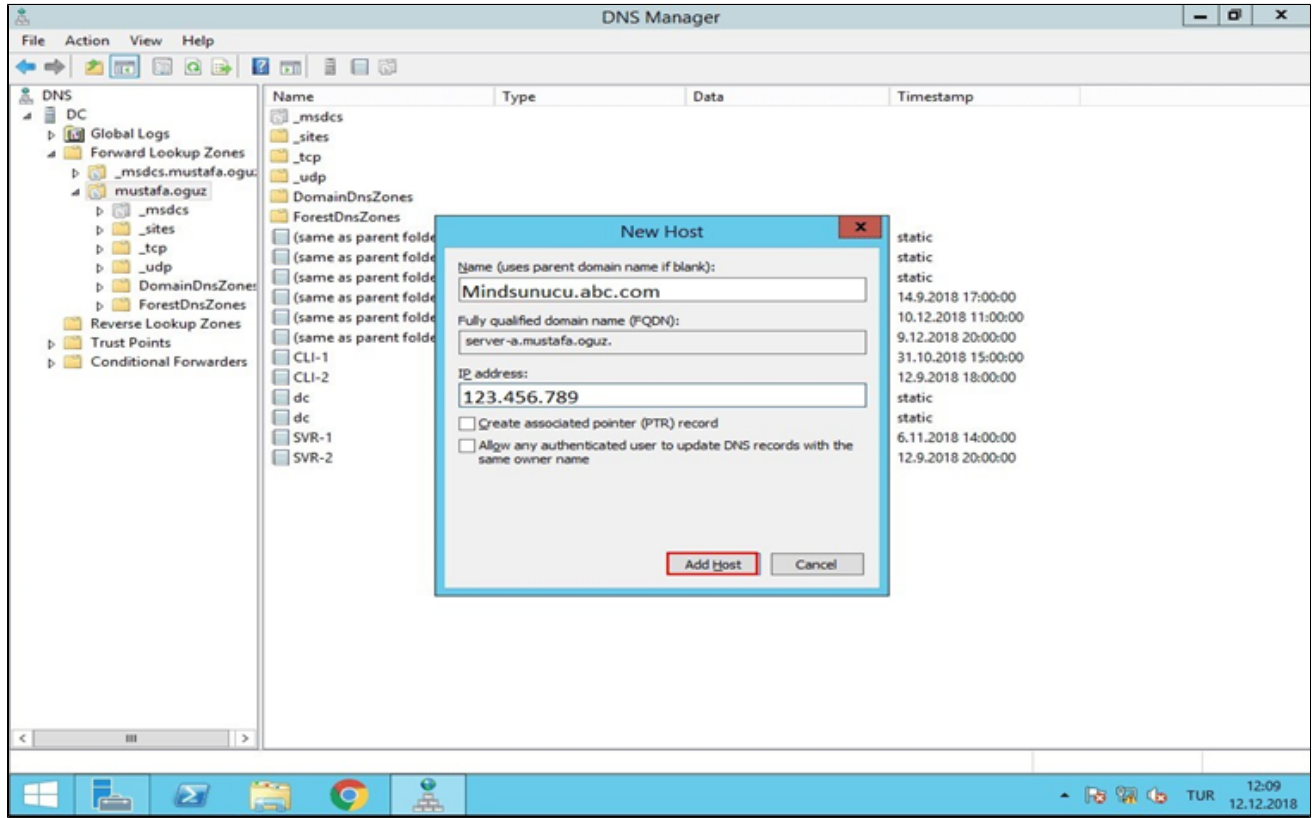 DNS Manager
File Action View Help
DNS
DC
Global Logs
Forward Lookup Zones
_msdcs.mustafa.oguz
mustafa.oguz
_msdcs
_sites
_tcp
_udp
DomainDnsZones
ForestDnsZones
Reverse Lookup Zones
Trust Points
Conditional Forwarders
Name Type Data Timestamp
_msdcs
_sites
_tcp
_udp
DomainDnsZones
ForestDnsZones
(same as parent folde static
(same as parent folde static
(same as parent folde static
(same as parent folde 14.9.2018 17:00:00
(same as parent folde 10.12.2018 11:00:00
(same as parent folde 9.12.2018 20:00:00
CLI-1 31.10.2018 15:00:00
CLI-2 12.9.2018 18:00:00
dc static
dc static
SVR-1 6.11.2018 14:00:00
SVR-2 12.9.2018 20:00:00
New Host
Name (uses parent domain name if blank):
Mindsunucu.abc.com
Fully qualified domain name (FQDN):
server-a.mustafa.oguz.
IP address:
123.456.789
Create associated pointer (PTR) record
Allow any authenticated user to update DNS records with the
same owner name
Add Host Cancel
TUR
12:09
12.12.2018